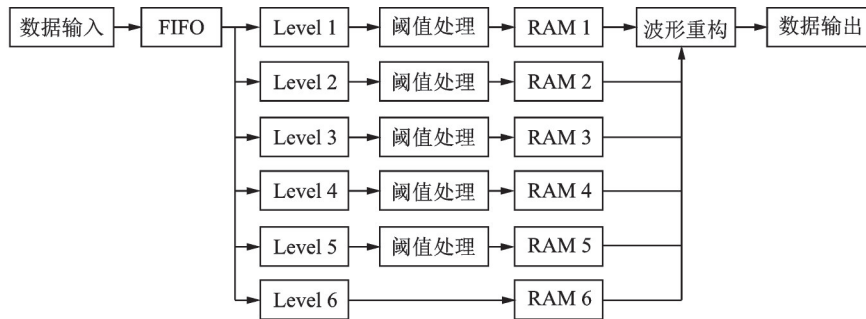 数据输入 FIFO Level 1 阈值处理 RAM 1 波形重构 数据输出
Level 2 阈值处理 RAM 2
Level 3 阈值处理 RAM 3
Level 4 阈值处理 RAM 4
Level 5 阈值处理 RAM 5
Level 6 RAM 6